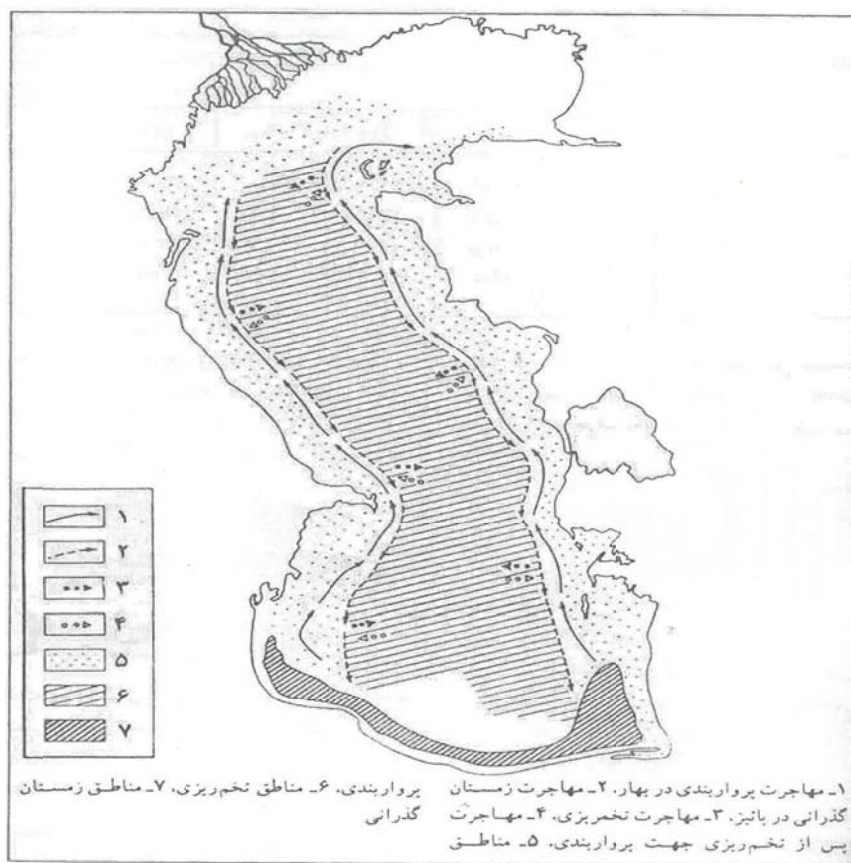 ۱
۲
۳
۴
۵
۶
۷
۱ـ مهاجرت پرواربندی در بهار، ۲ـ مهاجرت زمستان
گذرانی در پائیز، ۳ـ مهاجرت تخمریزی، ۴ـ مهاجرت
پس از تخم‌ریزی جهت پرواربندی، ۵ـ مناطق
پرواربندی، ۶ـ مناطق تخم‌ریزی، ۷ـ مناطق زمستان
گذرانی